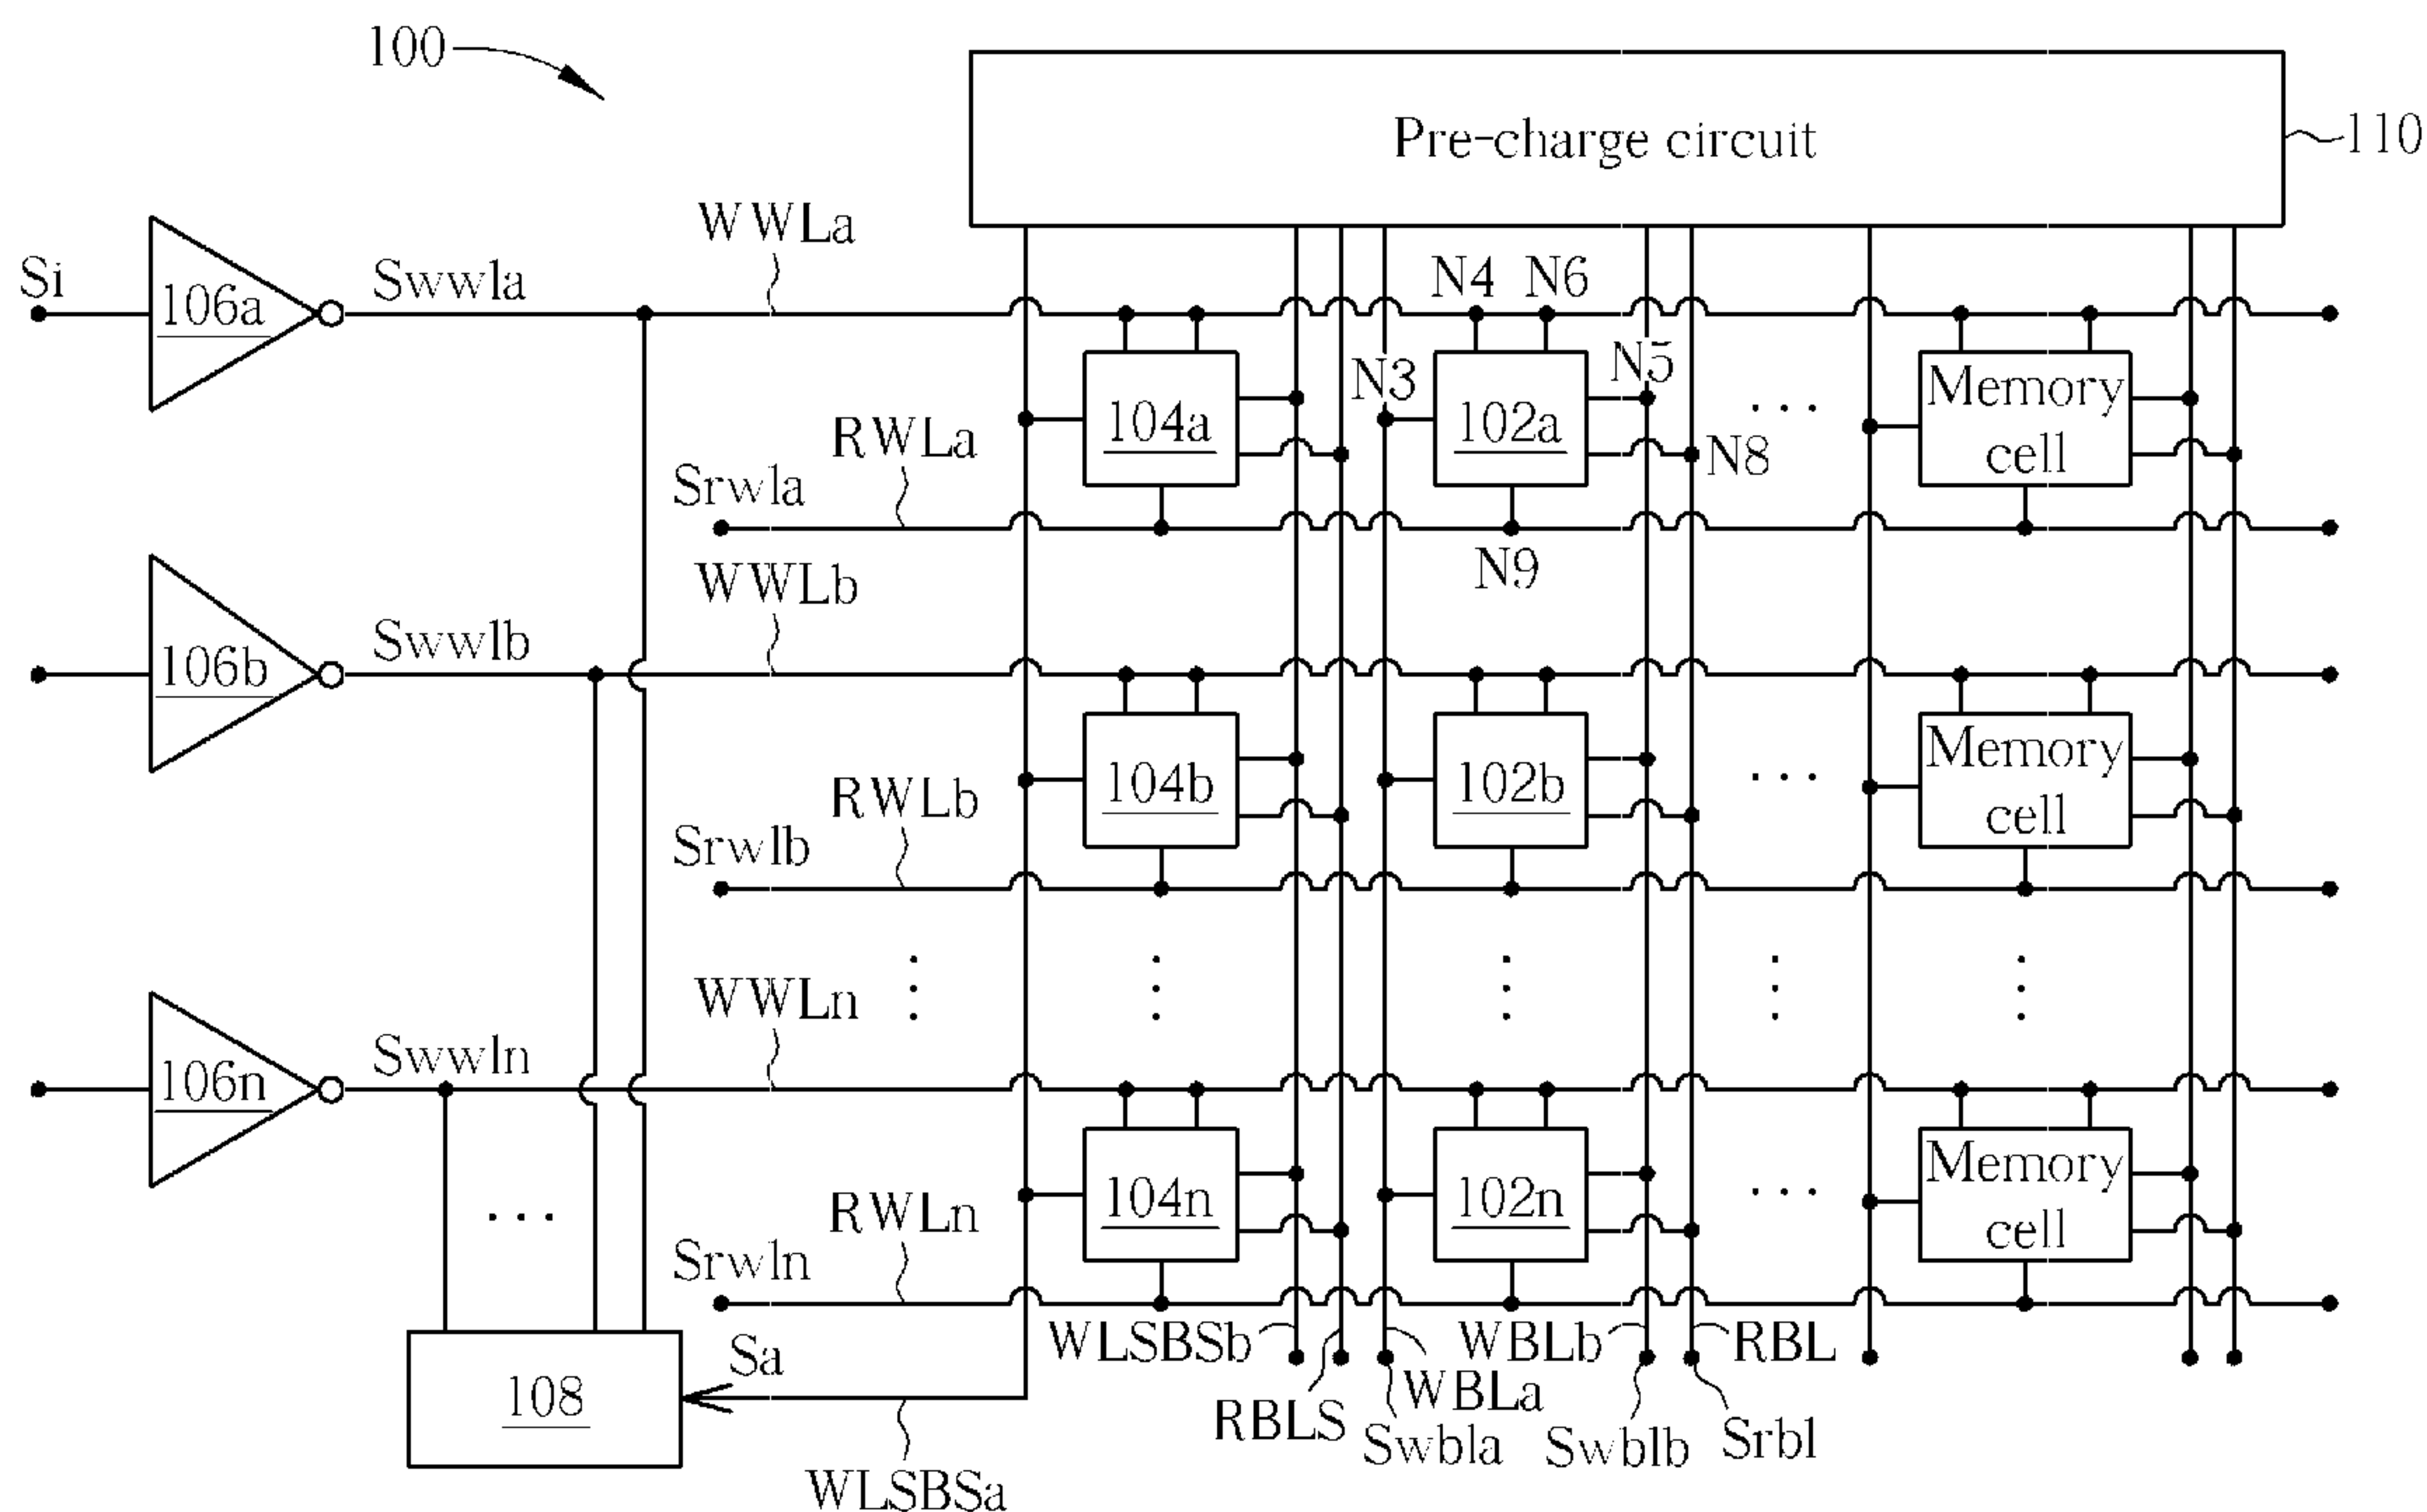 100
Pre-charge circuit
110
Si
106a
Swwla
WWLa
N4
N6
N3
N5
104a
102a
...
Memory
cell
N8
RWLa
Srwla
N9
106b
Swwlb
WWLb
104b
102b
...
Memory
cell
RWLb
Srwlb
106n
Swwln
WWLn
104n
102n
...
Memory
cell
...
RWLn
Srwln
108
Sa
WLSBSa
WLSBSb
RBLS
WBLa
Swbla
WBLb
Swblb
RBL
Srbl